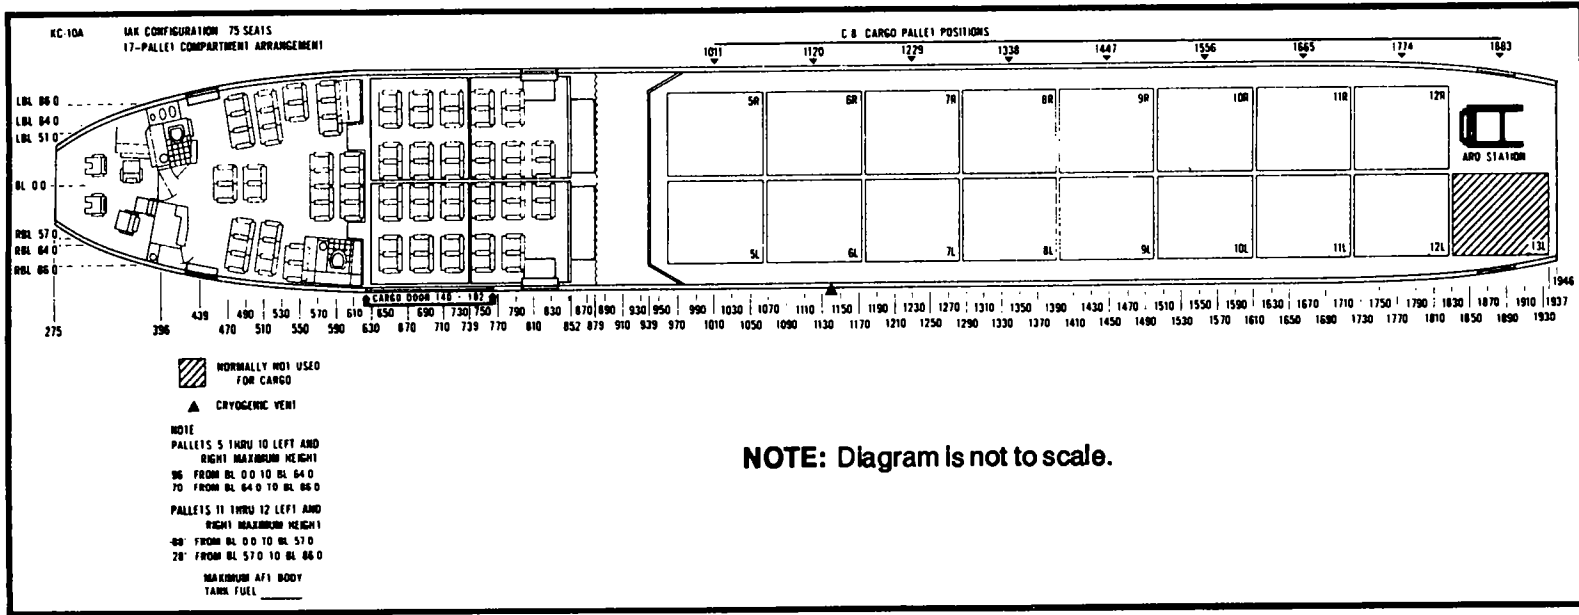 KC-10A
IAK CONFIGURATION 75 SEATS
17-PALLET COMPARTMENT ARRANGEMENT
C B CARGO PALLET POSITIONS
1011 1120 1229 1338 1447 1556 1665 1774 1883
LBL 86 0
LBL 64 0
LBL 51 0
BL 0 0
RBL 57 0
RBL 64 0
RBL 86 0
5R 6R 7R 8R 9R 10R 11R 12R
ARO STATION
5L 6L 7L 8L 9L 10L 11L 12L 13L
CARGO DOOR 140 - 102
1946
439 490 530 570 610 650 690 730 750 790 830 870 890 930 950 990 1030 1070 1110 1150 1190 1230 1270 1310 1350 1390 1430 1470 1510 1550 1590 1630 1670 1710 1750 1790 1830 1870 1910 1937
275 396 470 510 550 590 630 670 710 739 770 810 852 879 910 939 970 1010 1050 1090 1130 1170 1210 1250 1290 1330 1370 1410 1450 1490 1530 1570 1610 1650 1690 1730 1770 1810 1850 1890 1930
NORMALLY NOT USED
FOR CARGO
CRYOGENIC VENT
NOTE
PALLETS 5 THRU 10 LEFT AND
RIGHT MAXIMUM HEIGHT
96 FROM BL 0 0 TO BL 64 0
70 FROM BL 64 0 TO BL 86 0
PALLETS 11 THRU 12 LEFT AND
RIGHT MAXIMUM HEIGHT
88" FROM BL 0 0 TO BL 57 0
28" FROM BL 57 0 TO BL 86 0
MAXIMUM AFT BODY
TANK FUEL
NOTE: Diagram is not to scale.